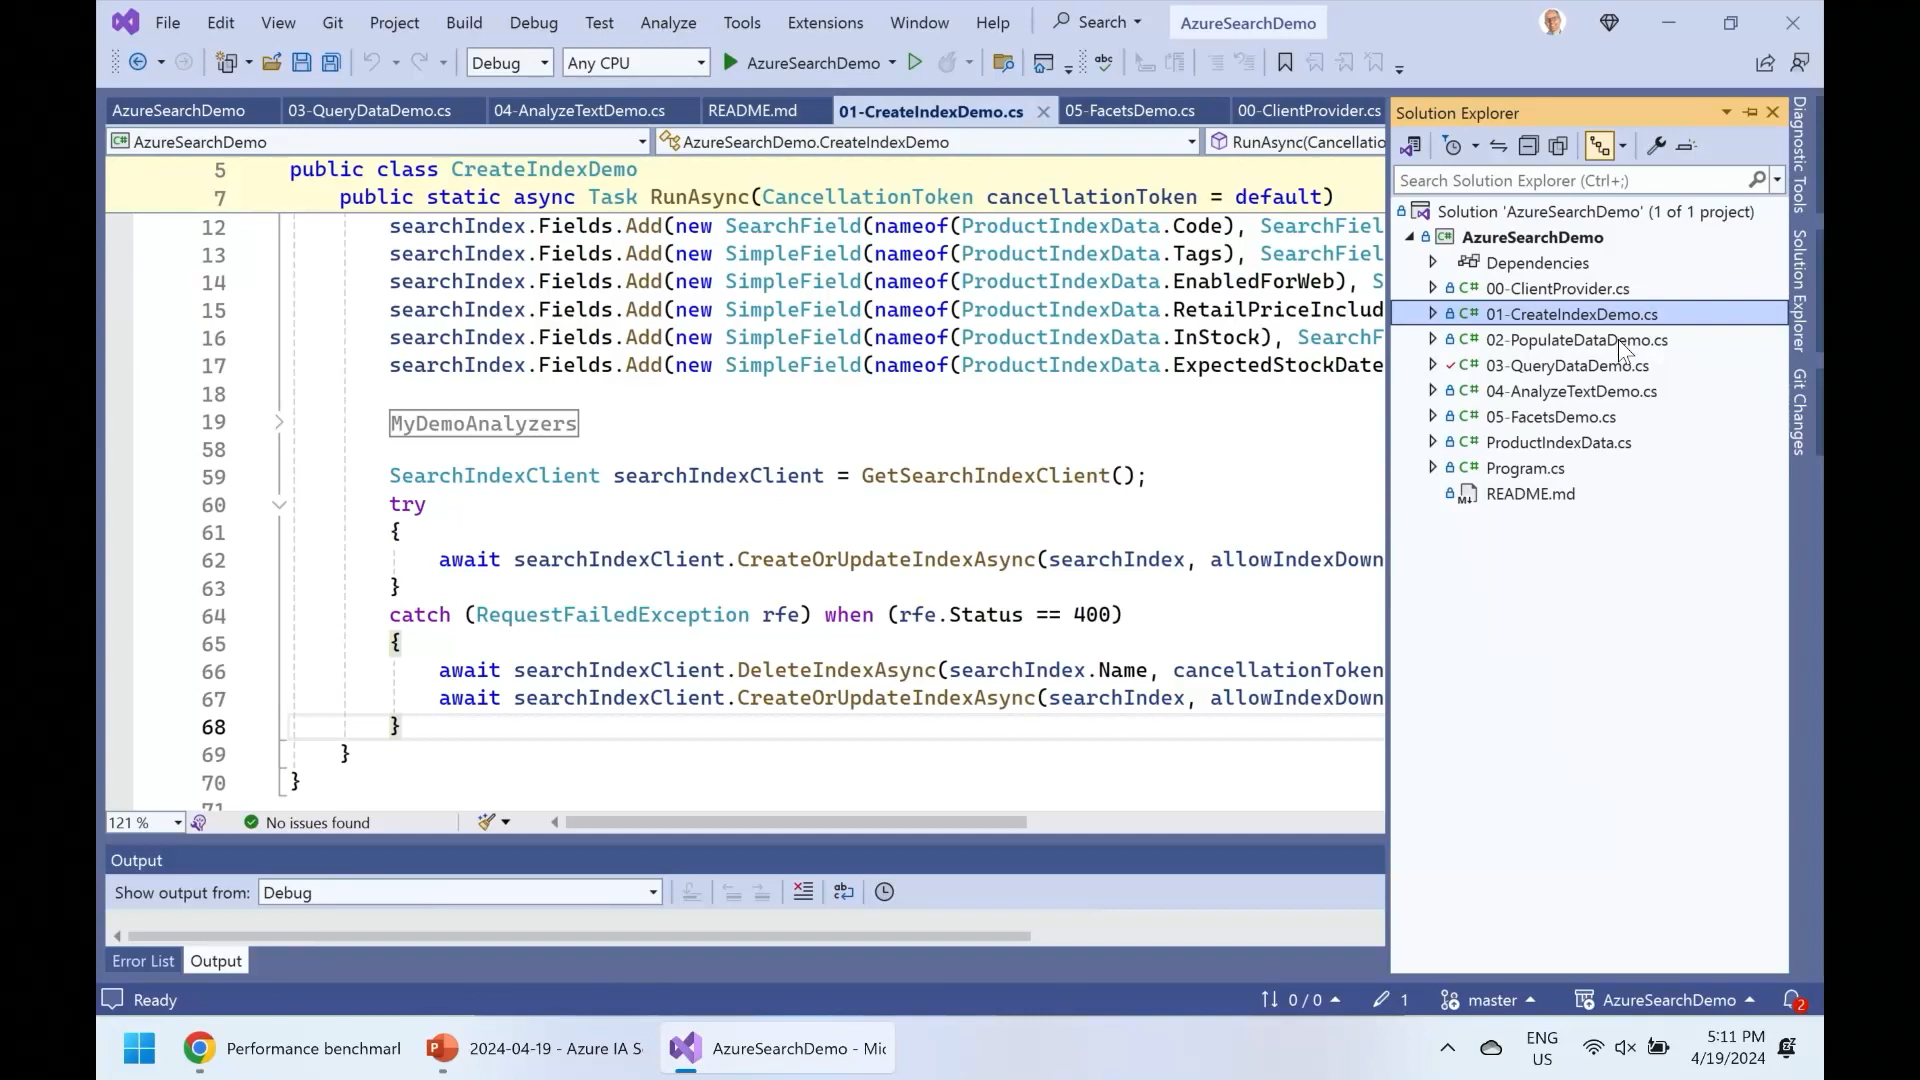 File Edit View Git Project Build Debug Test Analyze Tools Extensions Window Help Search AzureSearchDemo
Debug Any CPU AzureSearchDemo
AzureSearchDemo 03-QueryDataDemo.cs 04-AnalyzeTextDemo.cs README.md 01-CreateIndexDemo.cs 05-FacetsDemo.cs 00-ClientProvider.cs
AzureSearchDemo AzureSearchDemo.CreateIndexDemo RunAsync(Cancellatio
5 public class CreateIndexDemo
7 public static async Task RunAsync(CancellationToken cancellationToken = default)
12 searchIndex.Fields.Add(new SearchField(nameof(ProductIndexData.Code), SearchFiel
13 searchIndex.Fields.Add(new SimpleField(nameof(ProductIndexData.Tags), SearchFiel
14 searchIndex.Fields.Add(new SimpleField(nameof(ProductIndexData.EnabledForWeb), S
15 searchIndex.Fields.Add(new SimpleField(nameof(ProductIndexData.RetailPriceInclud
16 searchIndex.Fields.Add(new SimpleField(nameof(ProductIndexData.InStock), SearchF
17 searchIndex.Fields.Add(new SimpleField(nameof(ProductIndexData.ExpectedStockDate
18
19 MyDemoAnalyzers
58
59 SearchIndexClient searchIndexClient = GetSearchIndexClient();
60 try
61 {
62 await searchIndexClient.CreateOrUpdateIndexAsync(searchIndex, allowIndexDown
63 }
64 catch (RequestFailedException rfe) when (rfe.Status == 400)
65 {
66 await searchIndexClient.DeleteIndexAsync(searchIndex.Name, cancellationToken
67 await searchIndexClient.CreateOrUpdateIndexAsync(searchIndex, allowIndexDown
68 }
69 }
70 }
71
121 % No issues found
Output
Show output from: Debug
Error List Output
Solution Explorer
Search Solution Explorer (Ctrl+;)
Solution 'AzureSearchDemo' (1 of 1 project)
AzureSearchDemo
Dependencies
C# 00-ClientProvider.cs
C# 01-CreateIndexDemo.cs
C# 02-PopulateDataDemo.cs
C# 03-QueryDataDemo.cs
C# 04-AnalyzeTextDemo.cs
C# 05-FacetsDemo.cs
C# ProductIndexData.cs
C# Program.cs
README.md
Diagnostic Tools
Solution Explorer
Git Changes
Ready 0 / 0 1 master AzureSearchDemo 2
Performance benchmarl 2024-04-19 - Azure IA S AzureSearchDemo - Mic
ENG
US
5:11 PM
4/19/2024